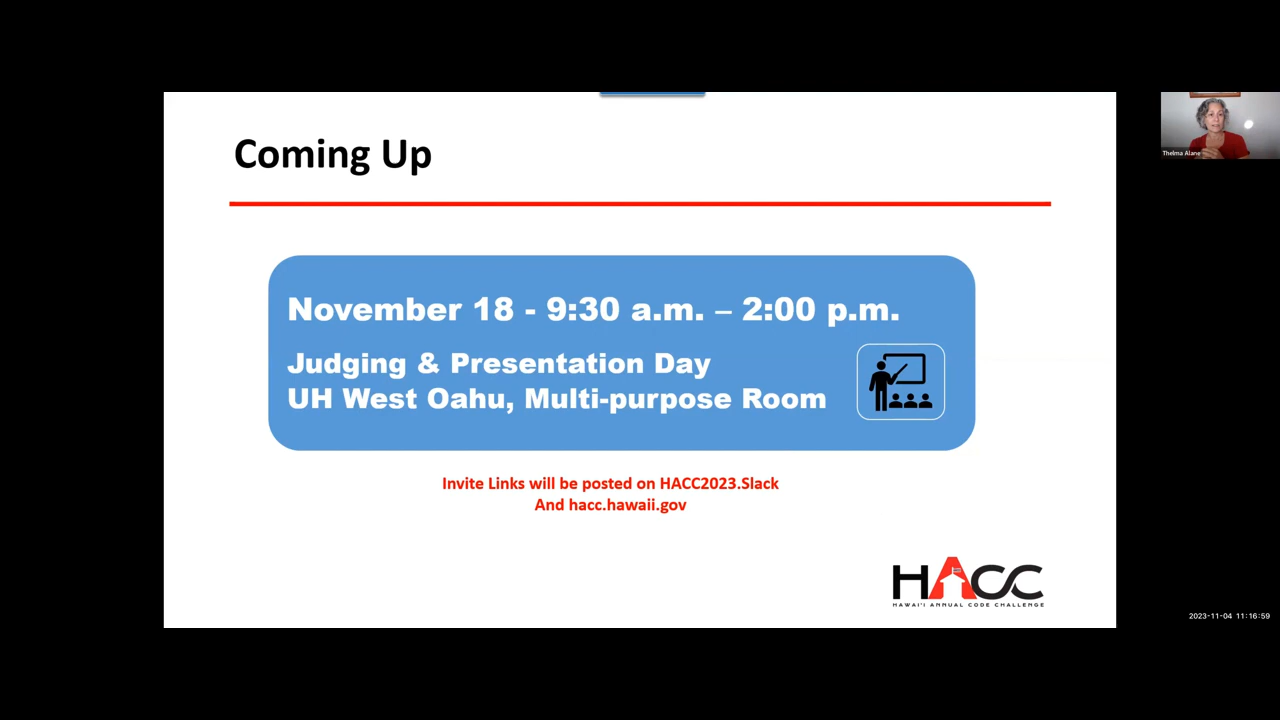 Coming Up
November 18 - 9:30 a.m. – 2:00 p.m.
Judging & Presentation Day
UH West Oahu, Multi-purpose Room
Invite Links will be posted on HACC2023.Slack
And hacc.hawaii.gov
HACC
HAWAI'I ANNUAL CODE CHALLENGE
Thelma Alane
2023-11-04 11:16:59